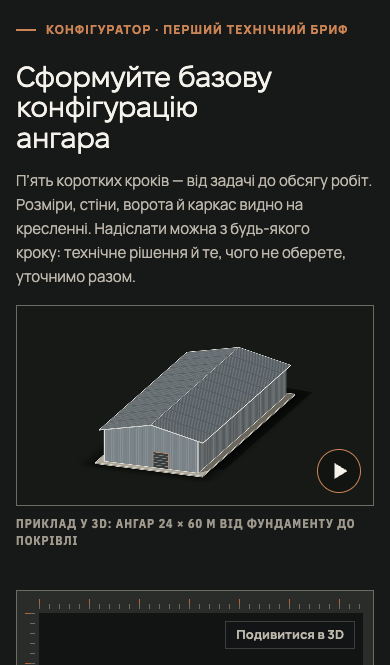 КОНФІГУРАТОР · ПЕРШИЙ ТЕХНІЧНИЙ БРИФ
Сформуйте базову
конфігурацію
ангара
П'ять коротких кроків — від задачі до обсягу робіт.
Розміри, стіни, ворота й каркас видно на
кресленні. Надіслати можна з будь-якого
кроку: технічне рішення й те, чого не оберете,
уточнимо разом.
ПРИКЛАД У 3D: АНГАР 24 × 60 М ВІД ФУНДАМЕНТУ ДО
ПОКРІВЛІ
Подивитися в 3D